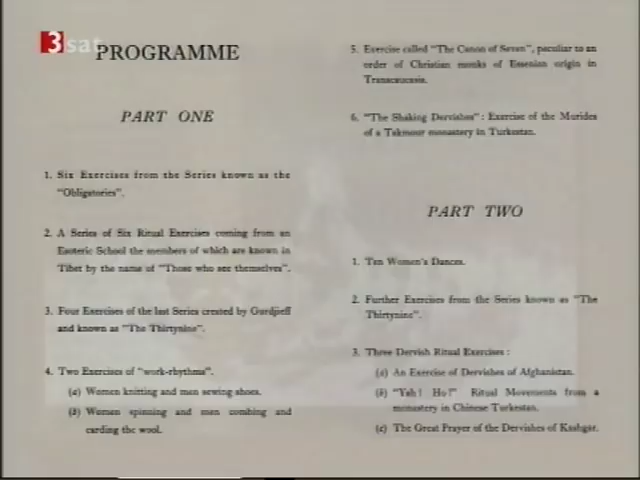 3sat
PROGRAMME
PART ONE
1. Six Exercises from the Series known as the
"Obligatories".
2. A Series of Six Ritual Exercises coming from an
Esoteric School the members of which are known in
Tibet by the name of "Those who see themselves".
3. Four Exercises of the last Series created by Gurdjieff
and known as "The Thirtynine".
4. Two Exercises of "work-rhythms".
(a) Women knitting and men sewing shoes.
(b) Women spinning and men combing and
carding the wool.
5. Exercise called "The Canon of Seven", peculiar to an
order of Christian monks of Essenian origin in
Transcaucasia.
6. "The Shaking Dervishes" : Exercise of the Murides
of a Takmour monastery in Turkestan.
PART TWO
1. Ten Women's Dances.
2. Further Exercises from the Series known as "The
Thirtynine".
3. Three Dervish Ritual Exercises :
(a) An Exercise of Dervishes of Afghanistan.
(b) "Yah ! Hu !" Ritual Movements from a
monastery in Chinese Turkestan.
(c) The Great Prayer of the Dervishes of Kashgar.